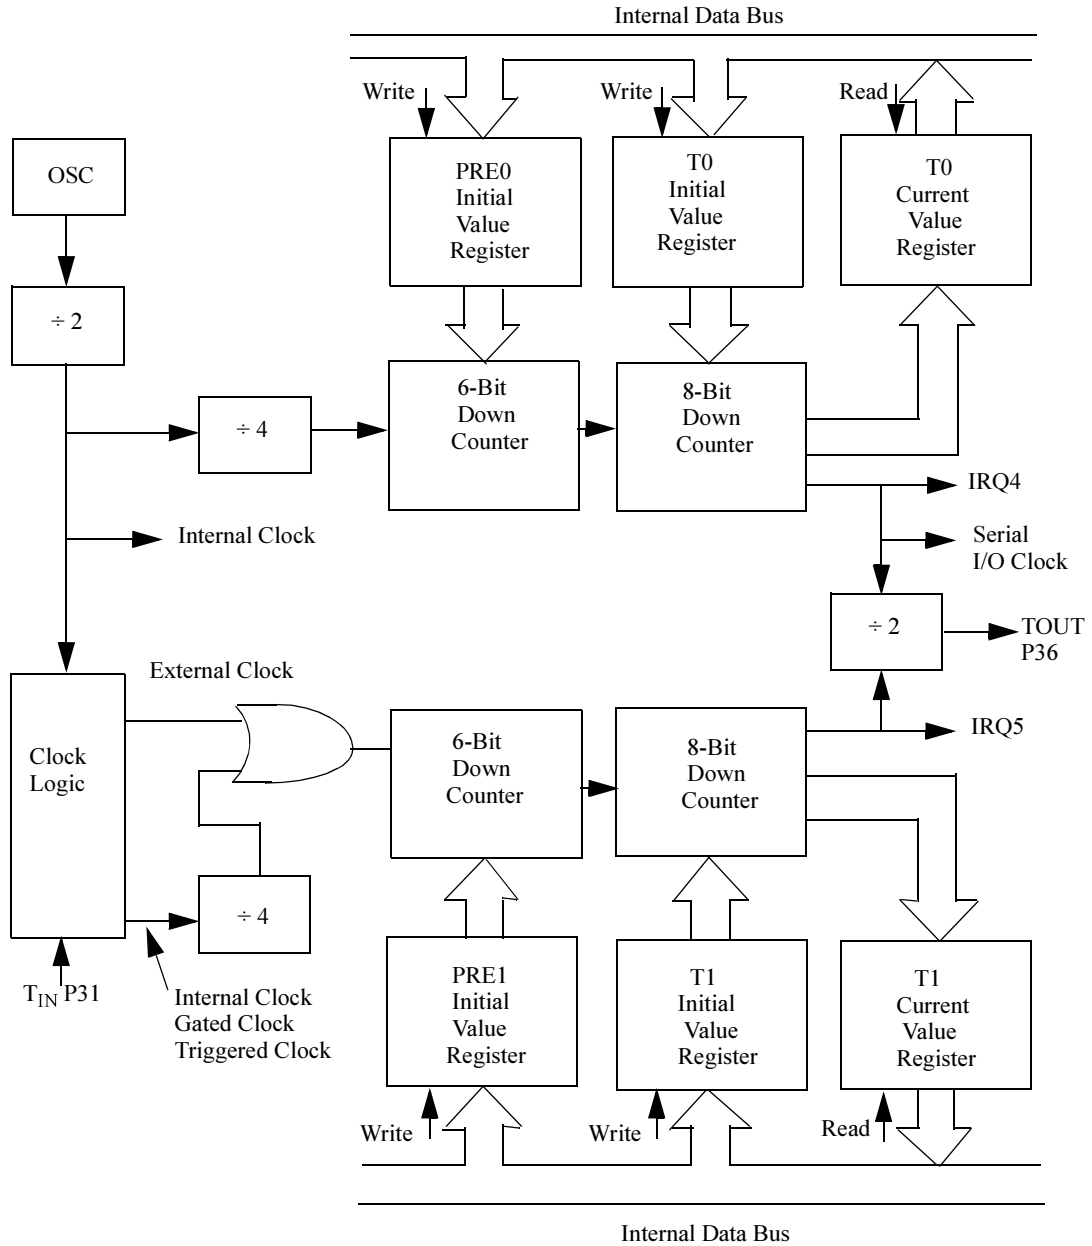 Internal Data Bus
Write
Write
Read
OSC
PRE0
Initial
Value
Register
T0
Initial
Value
Register
T0
Current
Value
Register
÷ 2
÷ 4
6-Bit
Down
Counter
8-Bit
Down
Counter
IRQ4
Internal Clock
Serial
I/O Clock
÷ 2
TOUT
P36
External Clock
Clock
Logic
6-Bit
Down
Counter
8-Bit
Down
Counter
IRQ5
÷ 4
TIN P31
Internal Clock
Gated Clock
Triggered Clock
PRE1
Initial
Value
Register
T1
Initial
Value
Register
T1
Current
Value
Register
Write
Write
Read
Internal Data Bus